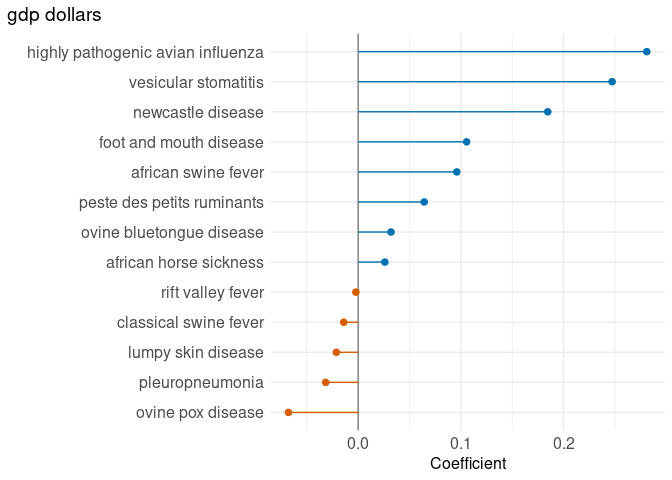 gdp dollars
highly pathogenic avian influenza
vesicular stomatitis
newcastle disease
foot and mouth disease
african swine fever
peste des petits ruminants
ovine bluetongue disease
african horse sickness
rift valley fever
classical swine fever
lumpy skin disease
pleuropneumonia
ovine pox disease
0.0 0.1 0.2
Coefficient